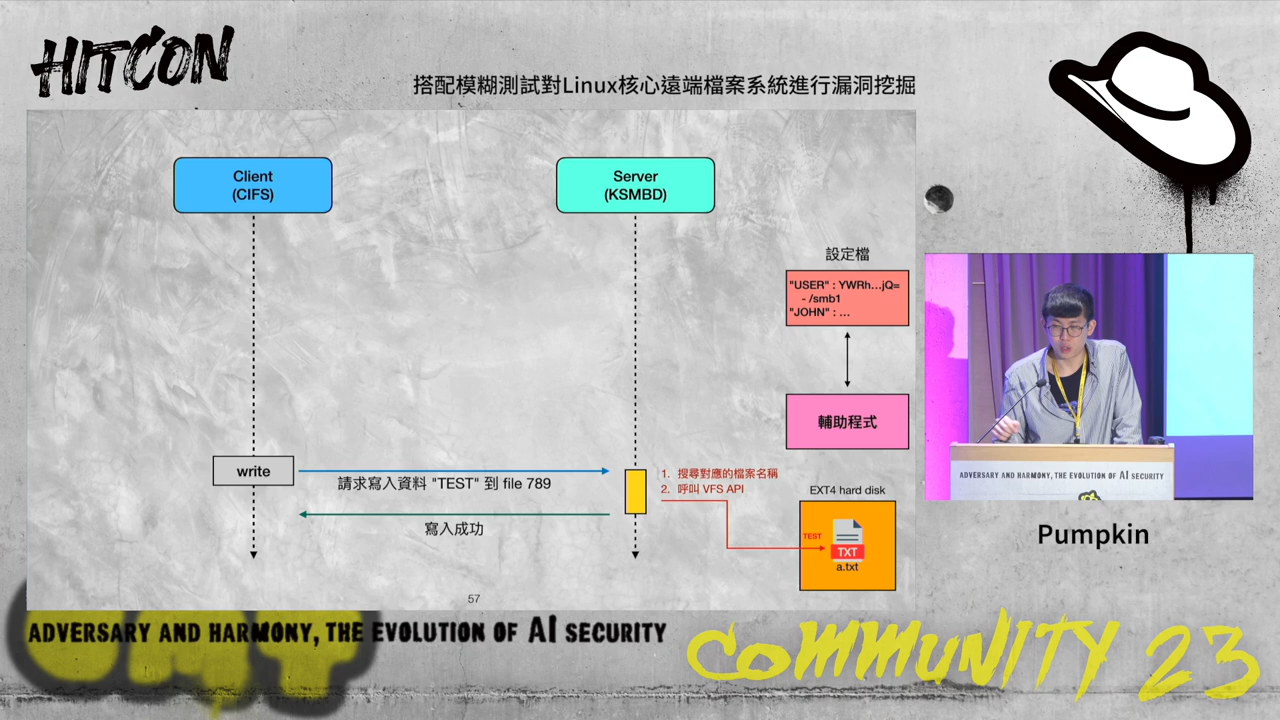 HITCON
搭配模糊測試對Linux核心遠端檔案系統進行漏洞挖掘
Client
(CIFS)
Server
(KSMBD)
設定檔
"USER" : YWRh...jQ=
- /smb1
"JOHN" : ...
輔助程式
write
請求寫入資料 "TEST" 到 file 789
寫入成功
1. 搜尋對應的檔案名稱
2. 呼叫 VFS API
EXT4 hard disk
TEST
TXT
a.txt
57
ADVERSARY AND HARMONY, THE EVOLUTION OF AI SECURITY
Pumpkin
ADVERSARY AND HARMONY, THE EVOLUTION OF AI SECURITY
COMMUNITY 23